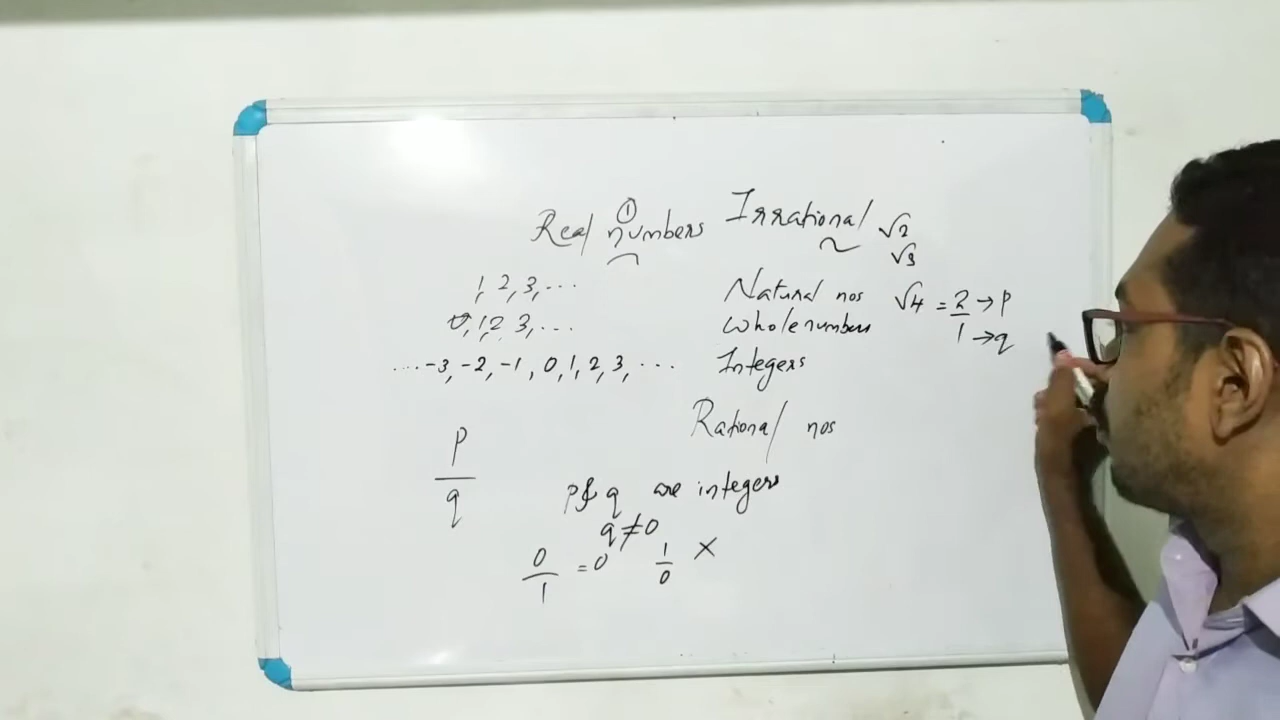 ①
Real numbers Irrational √2
√3
1, 2, 3, ... Natural nos √4 = 2/1 → p → q
0, 1, 2, 3, ... Whole numbers
.... -3, -2, -1, 0, 1, 2, 3, ... Integers
Rational nos
p/q
p & q are integers
q ≠ 0
0/1 = 0 1/0 ×